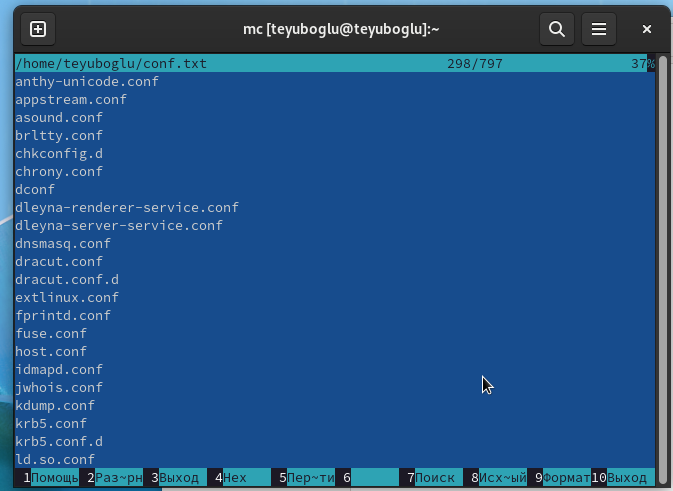 mc [teyuboglu@teyuboglu]:~
/home/teyuboglu/conf.txt 298/797 37%
anthy-unicode.conf
appstream.conf
asound.conf
brltty.conf
chkconfig.d
chrony.conf
dconf
dleyna-renderer-service.conf
dleyna-server-service.conf
dnsmasq.conf
dracut.conf
dracut.conf.d
extlinux.conf
fprintd.conf
fuse.conf
host.conf
idmapd.conf
jwhois.conf
kdump.conf
krb5.conf
krb5.conf.d
ld.so.conf
1Помощь 2Раз~рн 3Выход 4Hex 5Пер~ти 6 7Поиск 8Исх~ый 9Формат10Выход